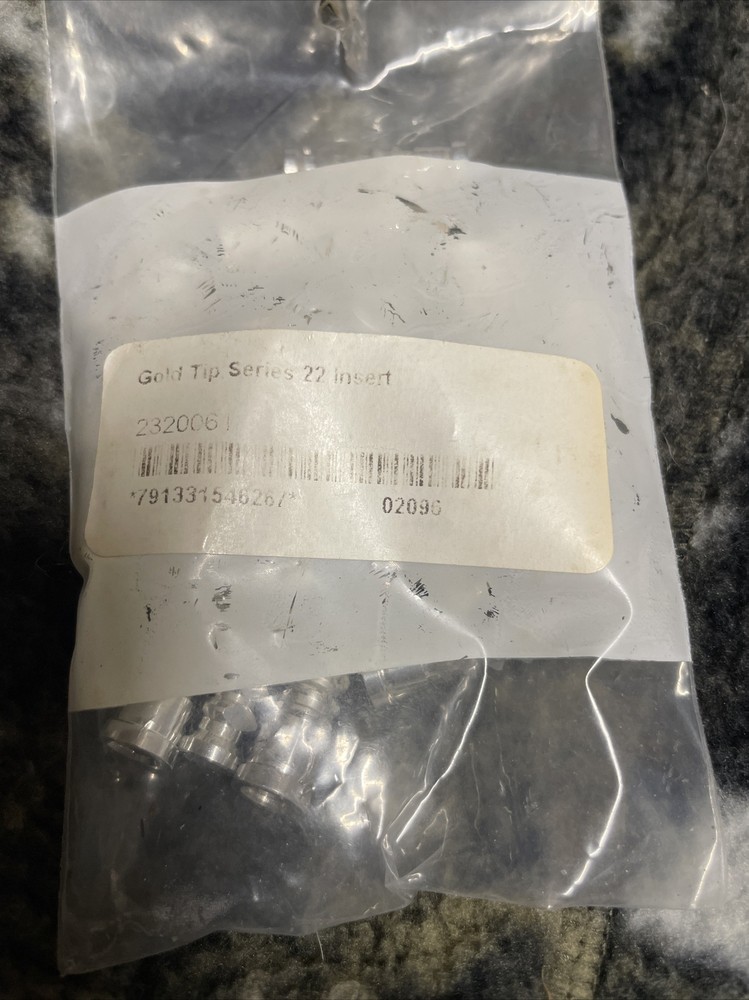 Gold Tip Series 22 Insert
2320061
*791331546267*
02096